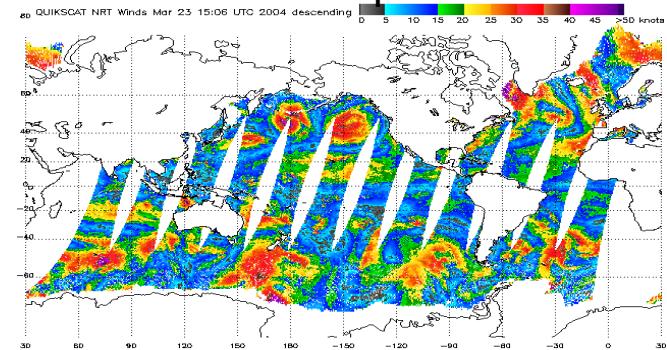 QUIKSCAT NRT Winds Mar 23 15:06 UTC 2004 descending
0 5 10 15 20 25 30 35 40 45 >50 knots
80
60
40
20
0
-20
-40
-60
30 60 90 120 150 180 -150 -120 -90 -60 -30 0 30